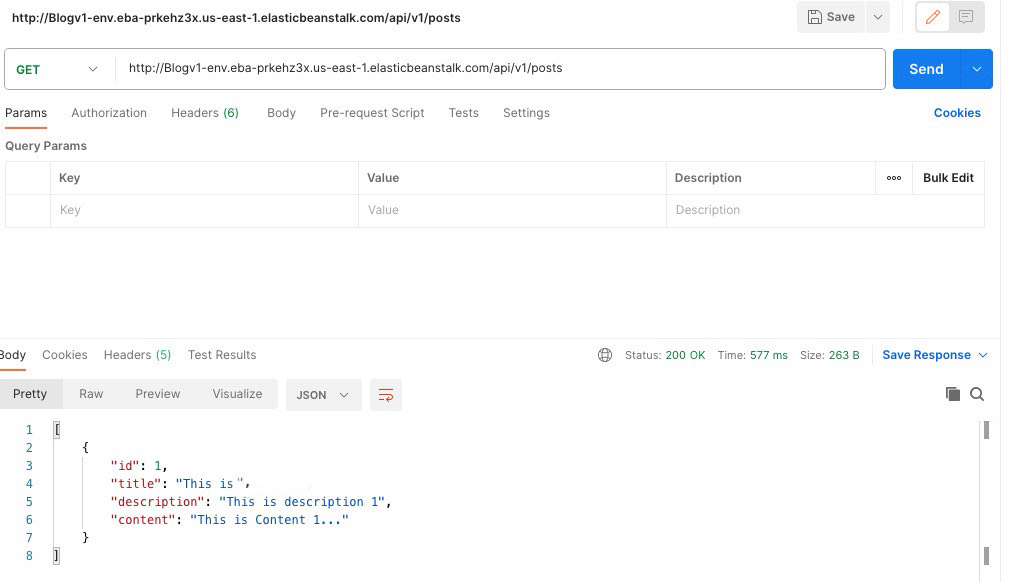 http://Blogv1-env.eba-prkehz3x.us-east-1.elasticbeanstalk.com/api/v1/posts Save
GET http://Blogv1-env.eba-prkehz3x.us-east-1.elasticbeanstalk.com/api/v1/posts Send
Params Authorization Headers (6) Body Pre-request Script Tests Settings Cookies
Query Params
Key Value Description ooo Bulk Edit
Key Value Description
Body Cookies Headers (5) Test Results Status: 200 OK Time: 577 ms Size: 263 B Save Response
Pretty Raw Preview Visualize JSON
1 [
2 {
3 "id": 1,
4 "title": "This is ",
5 "description": "This is description 1",
6 "content": "This is Content 1..."
7 }
8 ]